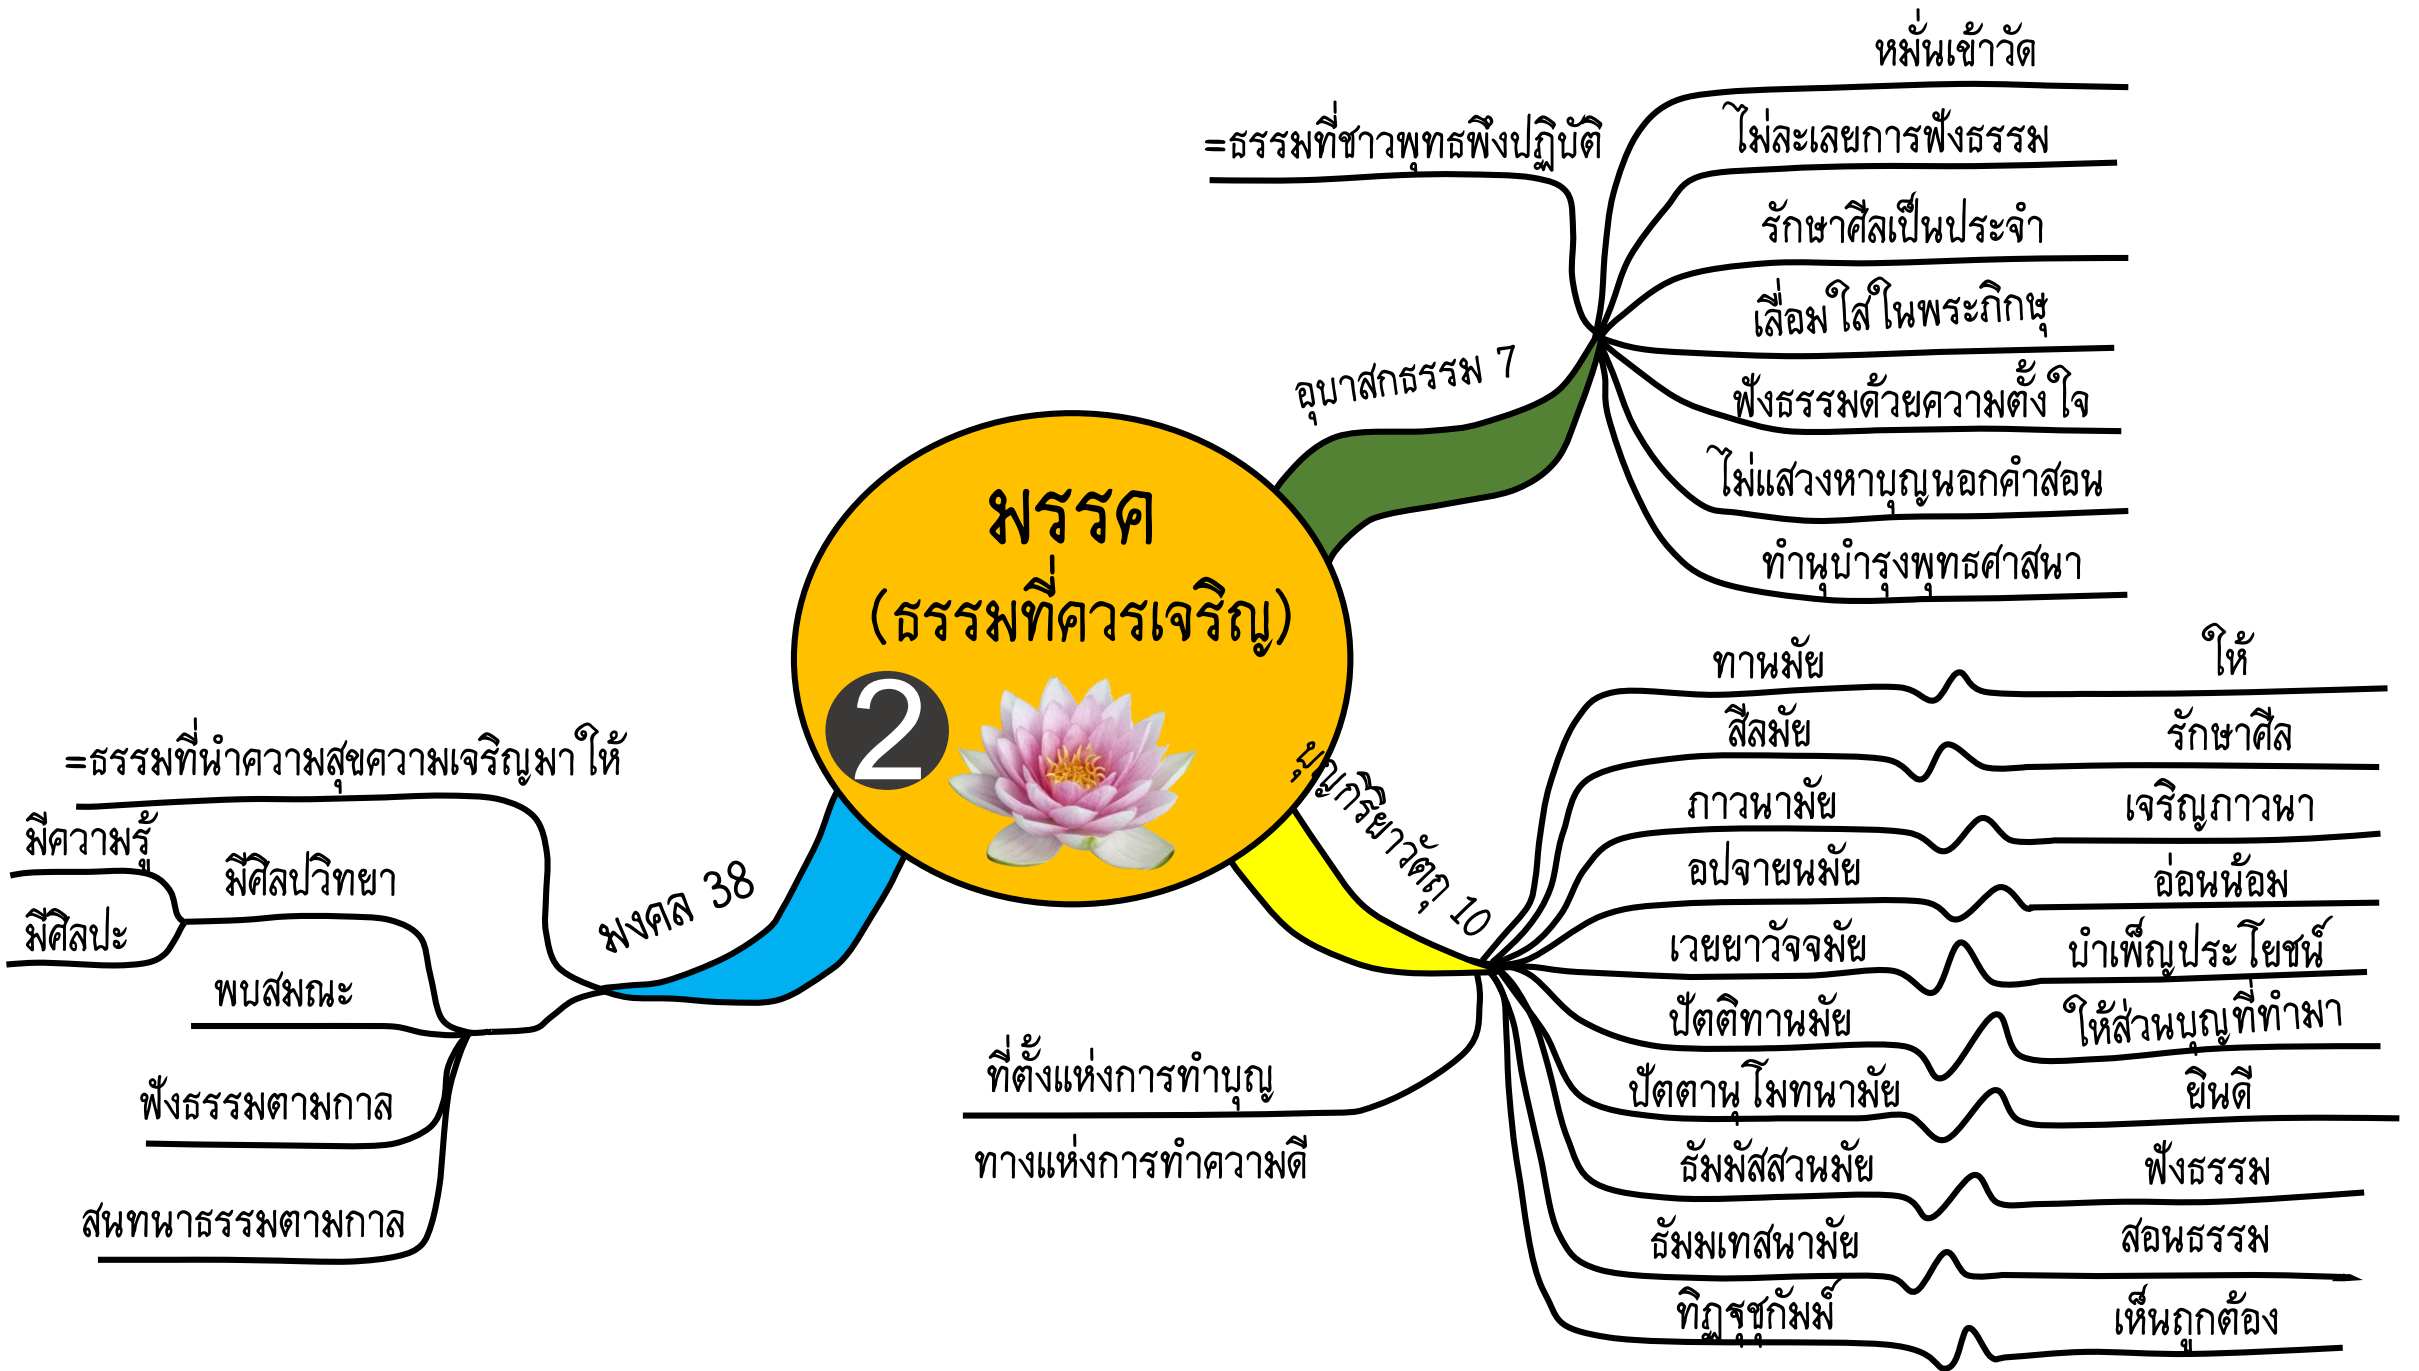 มรรค
(ธรรมที่ควรเจริญ)
2
อุบาสกธรรม 7
=ธรรมที่ชาวพุทธพึงปฏิบัติ
หมั่นเข้าวัด
ไม่ละเลยการฟังธรรม
รักษาศีลเป็นประจำ
เลื่อมใสในพระภิกษุ
ฟังธรรมด้วยความตั้งใจ
ไม่แสวงหาบุญนอกคำสอน
ทำนุบำรุงพุทธศาสนา
บุญกริยาวัตถุ 10
ที่ตั้งแห่งการทำบุญ
ทางแห่งการทำความดี
ทานมัย ให้
สีลมัย รักษาศีล
ภาวนามัย เจริญภาวนา
อปจายนมัย อ่อนน้อม
เวยยาวัจจมัย บำเพ็ญประโยชน์
ปัตติทานมัย ให้ส่วนบุญที่ทำมา
ปัตตานุโมทนามัย ยินดี
ธัมมัสสวนมัย ฟังธรรม
ธัมมเทสนามัย สอนธรรม
ทิฏฐุชุกัมม์ เห็นถูกต้อง
มงคล 38
=ธรรมที่นำความสุขความเจริญมาให้
มีศิลปวิทยา
มีความรู้
มีศิลปะ
พบสมณะ
ฟังธรรมตามกาล
สนทนาธรรมตามกาล